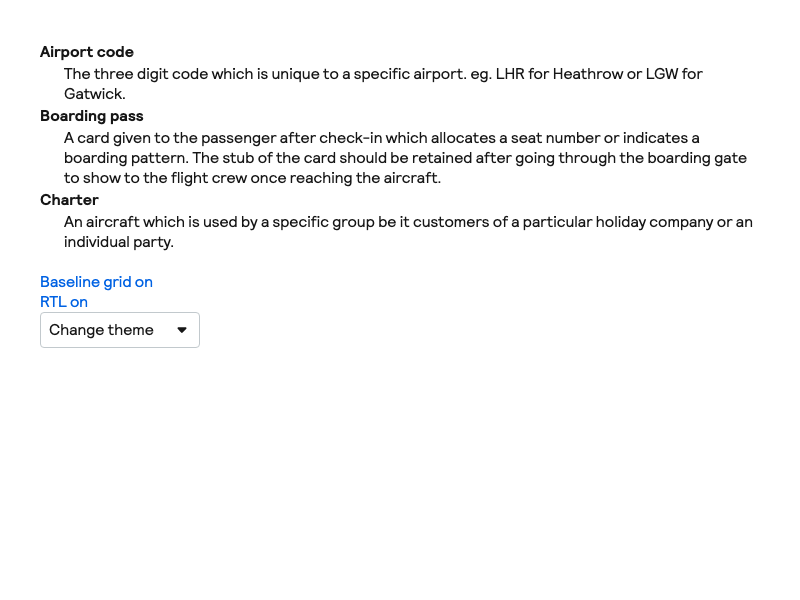 Airport code
The three digit code which is unique to a specific airport. eg. LHR for Heathrow or LGW for
Gatwick.
Boarding pass
A card given to the passenger after check-in which allocates a seat number or indicates a
boarding pattern. The stub of the card should be retained after going through the boarding gate
to show to the flight crew once reaching the aircraft.
Charter
An aircraft which is used by a specific group be it customers of a particular holiday company or an
individual party.
Baseline grid on
RTL on
Change theme